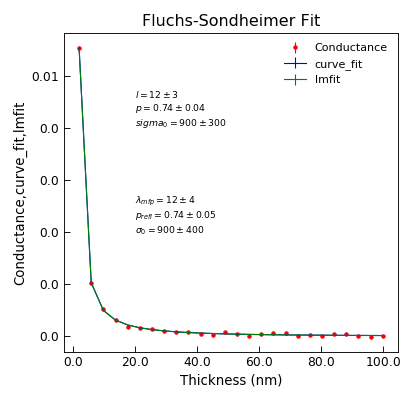 Fluchs-Sondheimer Fit
Conductance
curve_fit
lmfit
0.01
0.0
0.0
0.0
0.0
0.0
l = 12 ± 3
p = 0.74 ± 0.04
sigma₀ = 900 ± 300
λ_mfp = 12 ± 4
p_refl = 0.74 ± 0.05
σ₀ = 900 ± 400
Conductance,curve_fit,lmfit
0.0 20.0 40.0 60.0 80.0 100.0
Thickness (nm)